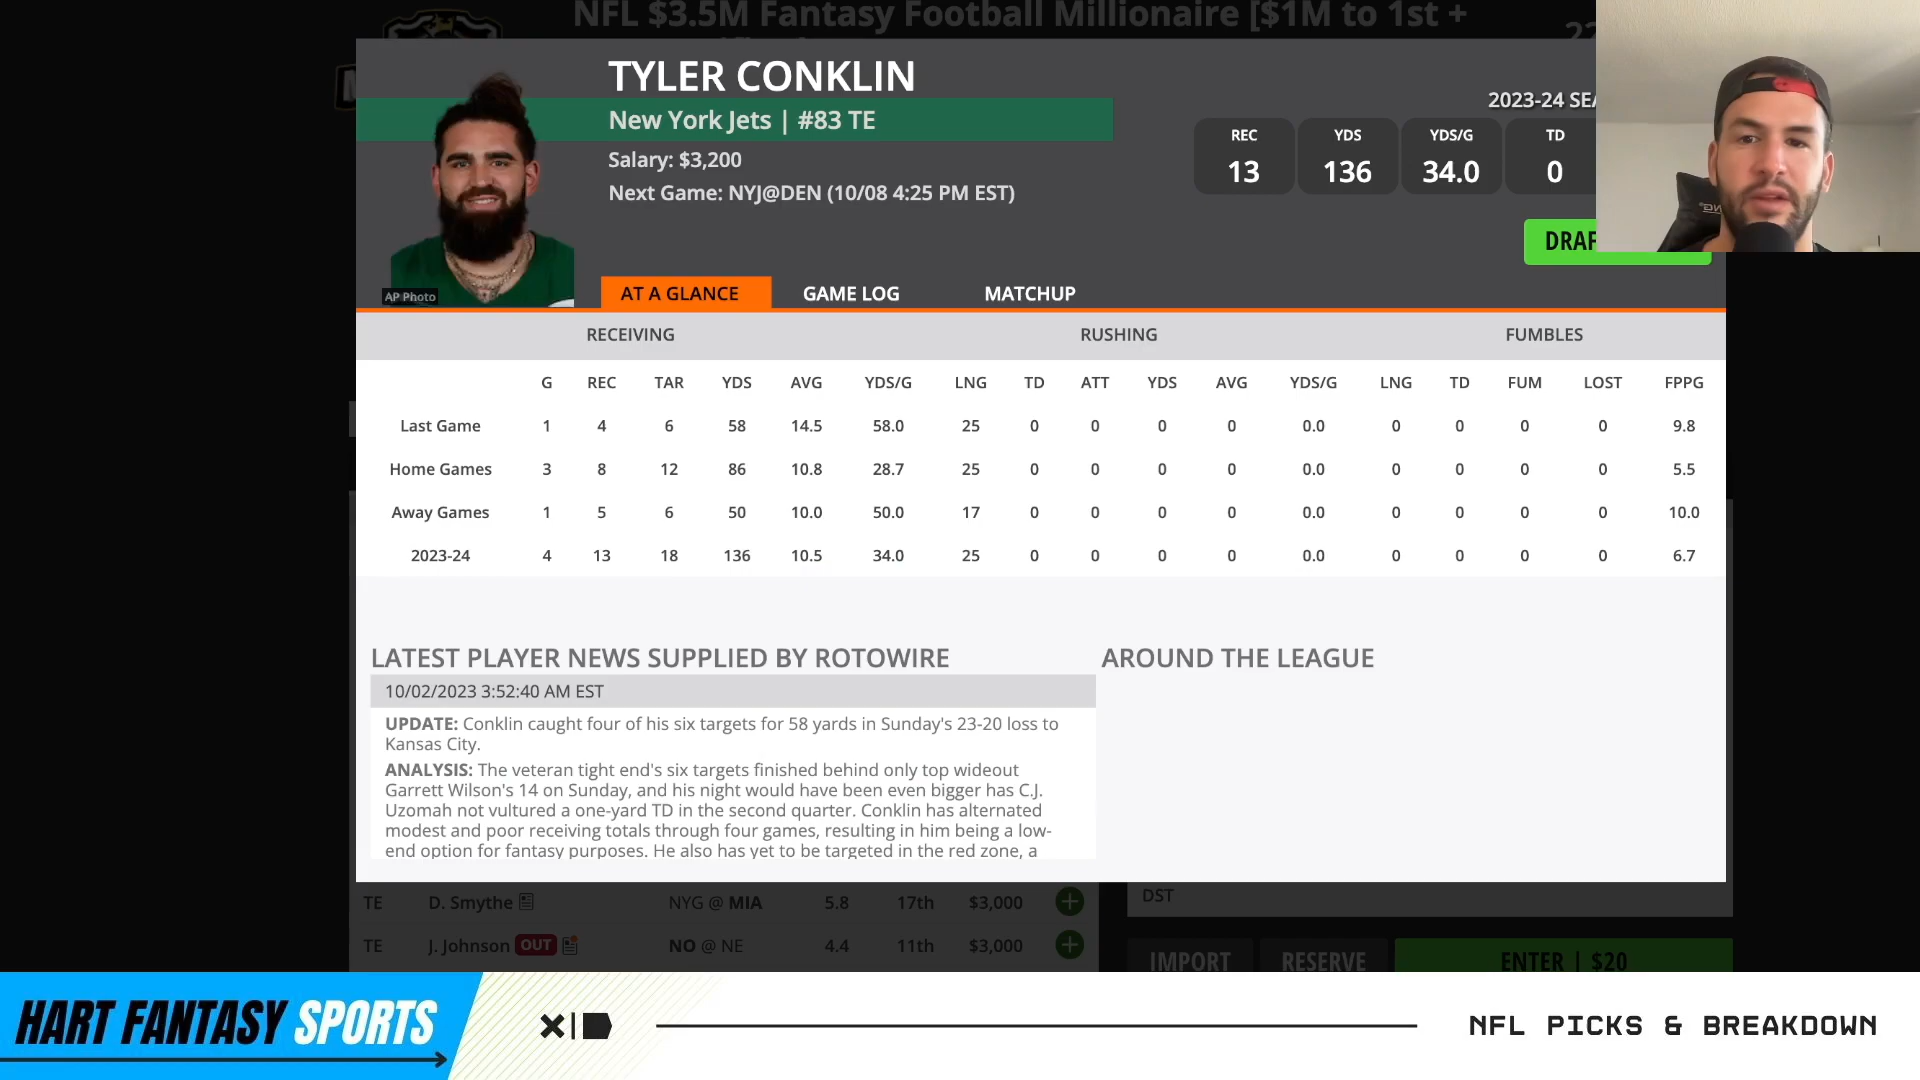 NFL $3.5M Fantasy Football Millionaire [$1M to 1st +
TYLER CONKLIN
New York Jets | #83 TE
Salary: $3,200
Next Game: NYJ@DEN (10/08 4:25 PM EST)
2023-24 SEA
REC YDS YDS/G TD
13 136 34.0 0
DRAF
AP Photo
AT A GLANCE GAME LOG MATCHUP
RECEIVING RUSHING FUMBLES
G REC TAR YDS AVG YDS/G LNG TD ATT YDS AVG YDS/G LNG TD FUM LOST FPPG
Last Game 1 4 6 58 14.5 58.0 25 0 0 0 0 0.0 0 0 0 0 9.8
Home Games 3 8 12 86 10.8 28.7 25 0 0 0 0 0.0 0 0 0 0 5.5
Away Games 1 5 6 50 10.0 50.0 17 0 0 0 0 0.0 0 0 0 0 10.0
2023-24 4 13 18 136 10.5 34.0 25 0 0 0 0 0.0 0 0 0 0 6.7
LATEST PLAYER NEWS SUPPLIED BY ROTOWIRE
AROUND THE LEAGUE
10/02/2023 3:52:40 AM EST
UPDATE: Conklin caught four of his six targets for 58 yards in Sunday's 23-20 loss to
Kansas City.
ANALYSIS: The veteran tight end's six targets finished behind only top wideout
Garrett Wilson's 14 on Sunday, and his night would have been even bigger has C.J.
Uzomah not vultured a one-yard TD in the second quarter. Conklin has alternated
modest and poor receiving totals through four games, resulting in him being a low-
end option for fantasy purposes. He also has yet to be targeted in the red zone, a
TE D. Smythe NYG @ MIA 5.8 17th $3,000
DST
TE J. Johnson OUT NO @ NE 4.4 11th $3,000
IMPORT RESERVE ENTER | $20
HART FANTASY SPORTS
NFL PICKS & BREAKDOWN